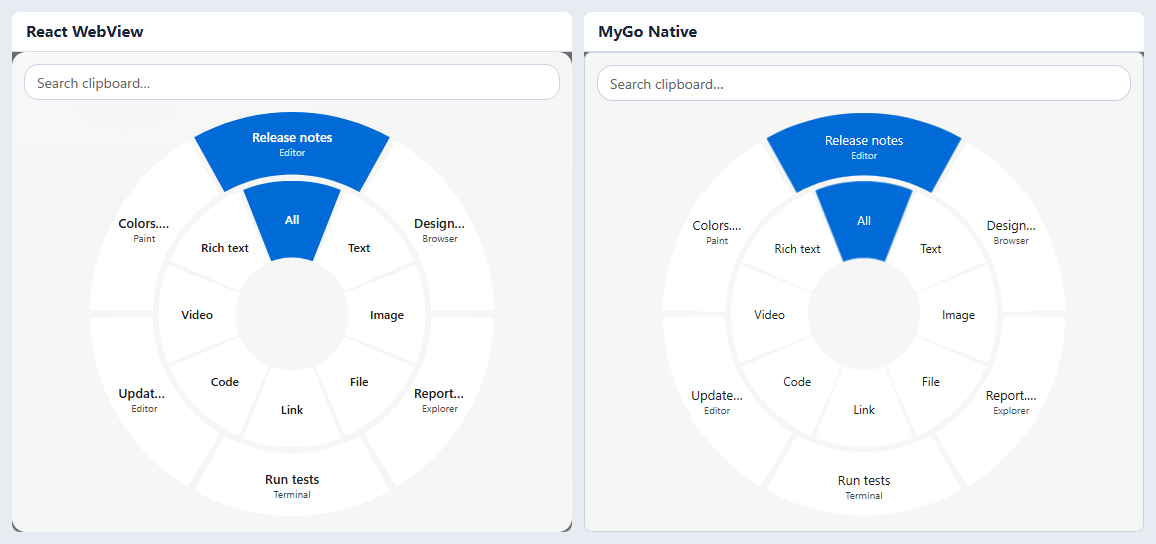 React WebView
Search clipboard...
Release notes
Editor
Colors....
Paint
Design...
Browser
All
Rich text
Text
Video
Image
Code
File
Link
Updat...
Editor
Report...
Explorer
Run tests
Terminal
MyGo Native
Search clipboard...
Release notes
Editor
Colors....
Paint
Design...
Browser
All
Rich text
Text
Video
Image
Code
File
Link
Update...
Editor
Report....
Explorer
Run tests
Terminal